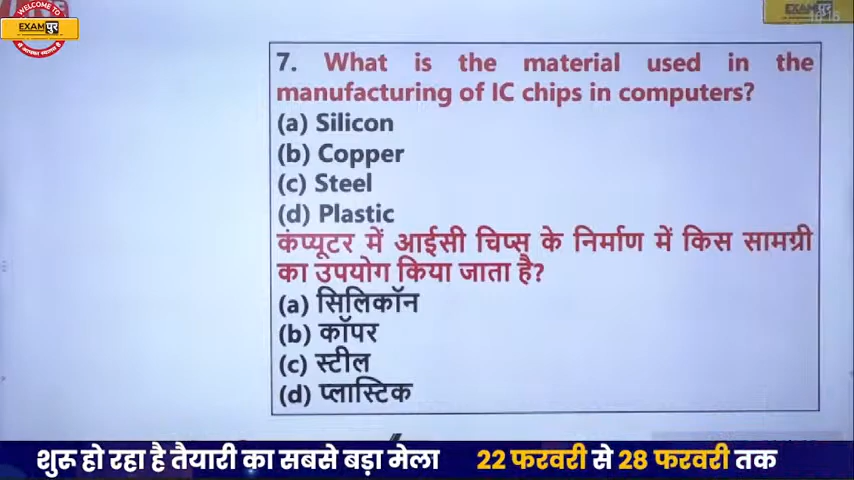 WELCOME TO
EXAMपुर
EXAMपुर
7. What is the material used in the
manufacturing of IC chips in computers?
(a) Silicon
(b) Copper
(c) Steel
(d) Plastic
कंप्यूटर में आईसी चिप्स के निर्माण में किस सामग्री
का उपयोग किया जाता है?
(a) सिलिकॉन
(b) कॉपर
(c) स्टील
(d) प्लास्टिक
शुरू हो रहा है तैयारी का सबसे बड़ा मेला 22 फरवरी से 28 फरवरी तक